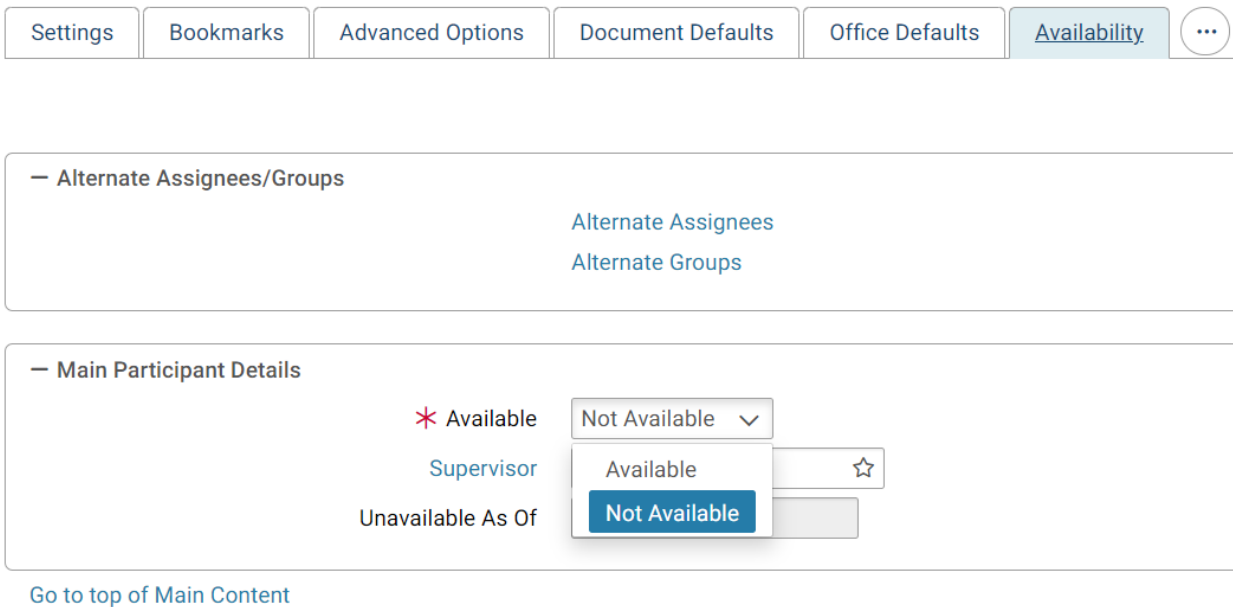 Settings Bookmarks Advanced Options Document Defaults Office Defaults Availability ...
— Alternate Assignees/Groups
Alternate Assignees
Alternate Groups
— Main Participant Details
* Available Not Available
Supervisor Available
Unavailable As Of Not Available
Go to top of Main Content